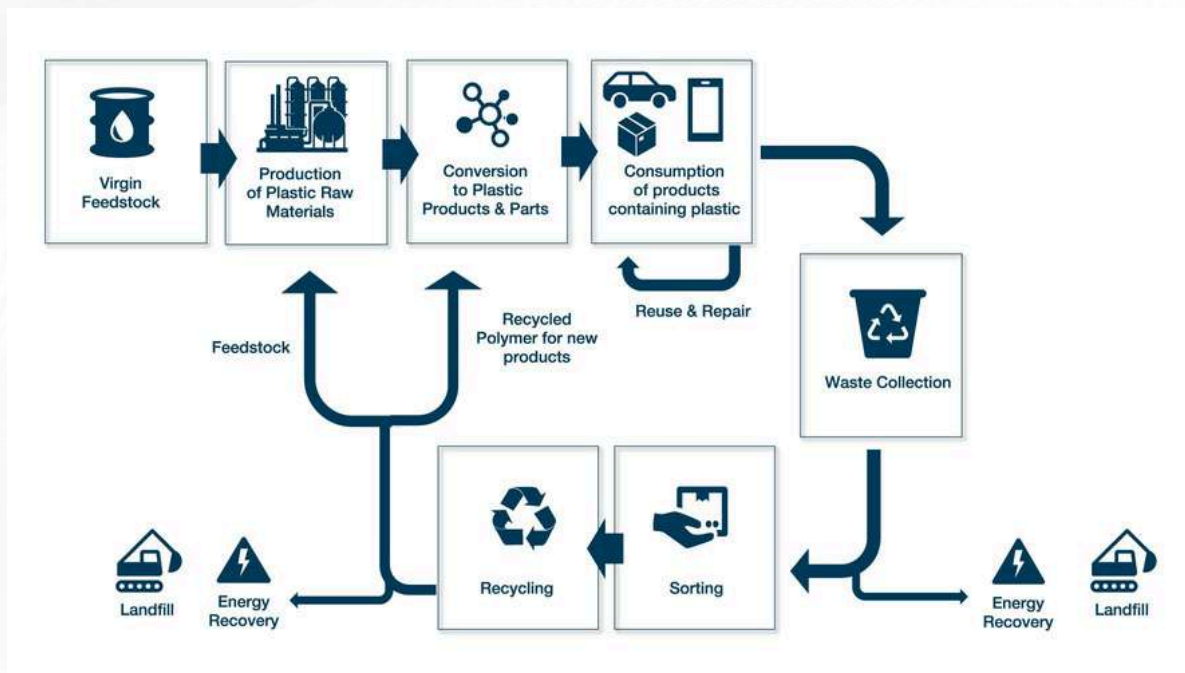 Virgin
Feedstock
Production
of Plastic Raw
Materials
Conversion
to Plastic
Products & Parts
Consumption
of products
containing plastic
Reuse & Repair
Feedstock
Recycled
Polymer for new
products
Waste Collection
Recycling
Sorting
Landfill
Energy
Recovery
Energy
Recovery
Landfill